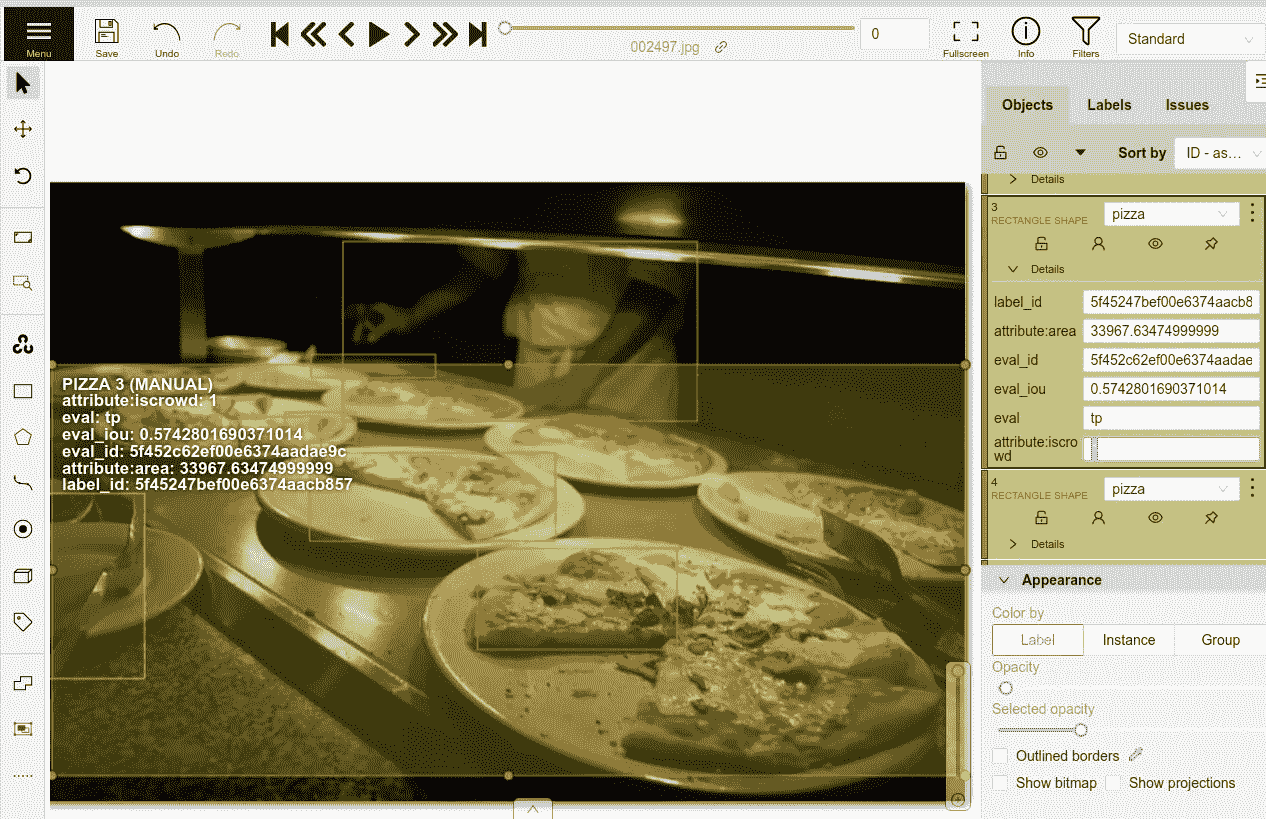 Menu
Save
Undo
Redo
002497.jpg
0
Fullscreen
Info
Filters
Standard
Objects
Labels
Issues
Sort by
ID - as...
Details
3
RECTANGLE SHAPE
pizza
Details
label_id
5f45247bef00e6374aacb8
attribute:area
33967.63474999999
eval_id
5f452c62ef00e6374aadae
eval_iou
0.5742801690371014
eval
tp
attribute:iscro
wd
4
RECTANGLE SHAPE
pizza
Details
Appearance
Color by
Label
Instance
Group
Opacity
Selected opacity
Outlined borders
Show bitmap
Show projections
PIZZA 3 (MANUAL)
attribute:iscrowd: 1
eval: tp
eval_iou: 0.5742801690371014
eval_id: 5f452c62ef00e6374aadae9c
attribute:area: 33967.63474999999
label_id: 5f45247bef00e6374aacb857